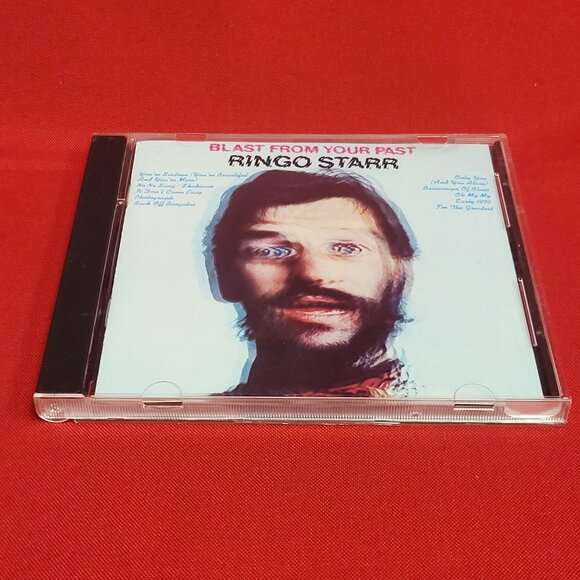 BLAST FROM YOUR PAST
RINGO STARR
You're Sixteen (You're Beautiful
And You're Mine)
No No Song/Skokiaan
It Don't Come Easy
Photograph
Back Off Boogaloo
Only You
(And You Alone)
Beaucoups Of Blues
Oh My My
Early 1970
I'm The Greatest